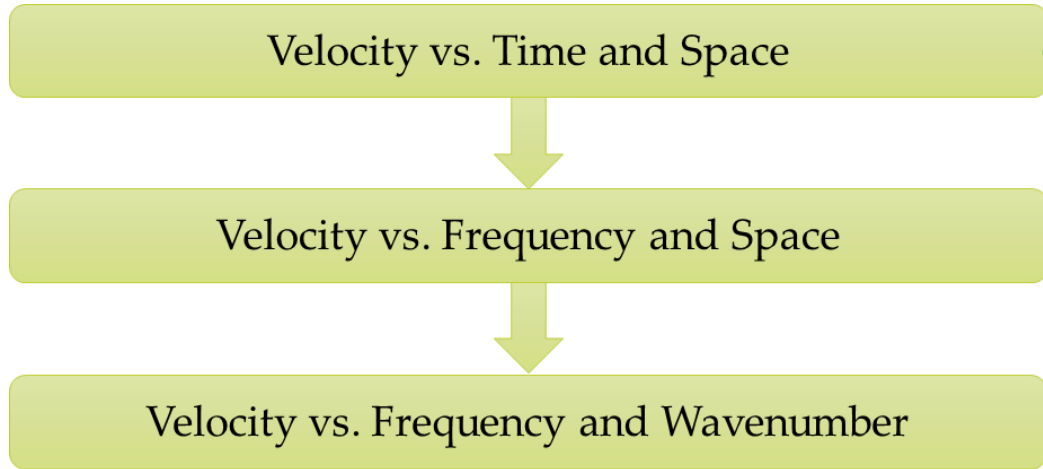 Velocity vs. Time and Space
Velocity vs. Frequency and Space
Velocity vs. Frequency and Wavenumber